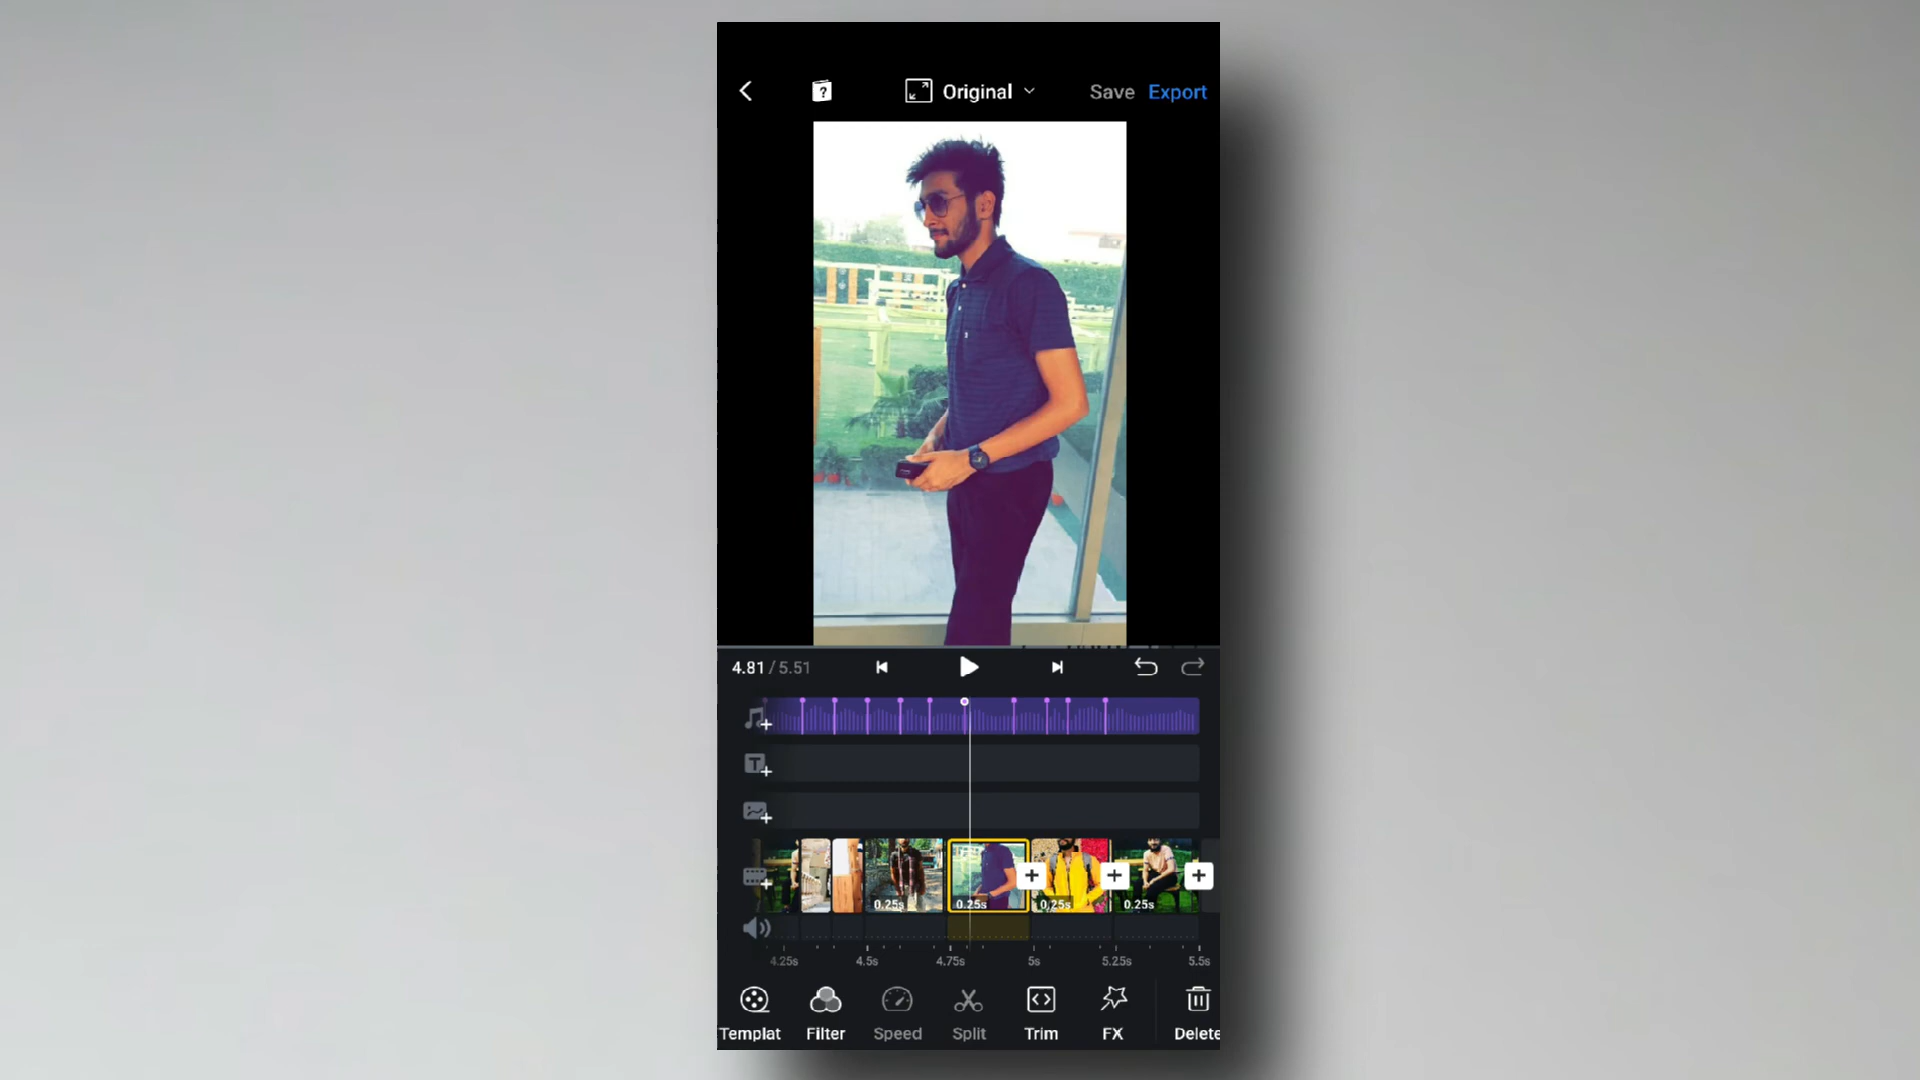 Original
Save
Export
4.81 / 5.51
0.25s
0.25s
0.25s
0.25s
4.25s
4.5s
4.75s
5s
5.25s
5.5s
Templat
Filter
Speed
Split
Trim
FX
Delete